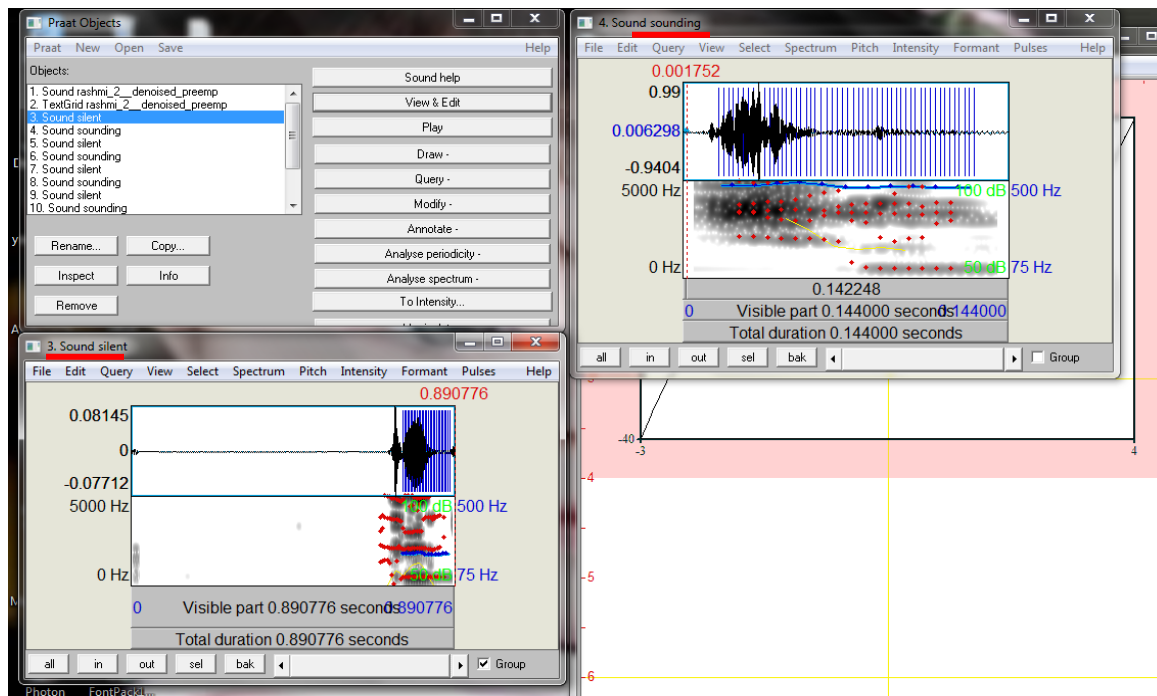 Praat Objects
Praat New Open Save Help
Objects:
1. Sound rashmi_2__denoised_preemp
2. TextGrid rashmi_2__denoised_preemp
3. Sound silent
4. Sound sounding
5. Sound silent
6. Sound sounding
7. Sound silent
8. Sound sounding
9. Sound silent
10. Sound sounding
Rename... Copy...
Inspect Info
Remove
Sound help
View & Edit
Play
Draw -
Query -
Modify -
Annotate -
Analyse periodicity -
Analyse spectrum -
To Intensity...
4. Sound sounding
File Edit Query View Select Spectrum Pitch Intensity Formant Pulses Help
0.001752
0.99
0.006298
-0.9404
5000 Hz 100 dB 500 Hz
0 Hz 50 dB 75 Hz
0.142248
0 Visible part 0.144000 seconds 0.144000
Total duration 0.144000 seconds
all in out sel bak Group
3. Sound silent
File Edit Query View Select Spectrum Pitch Intensity Formant Pulses Help
0.890776
0.08145
0
-0.07712
5000 Hz 100 dB 500 Hz
0 Hz 50 dB 75 Hz
0 Visible part 0.890776 seconds 0.890776
Total duration 0.890776 seconds
all in out sel bak Group
-40
-3 4
-4
-5
-6
Photon FontPack1...